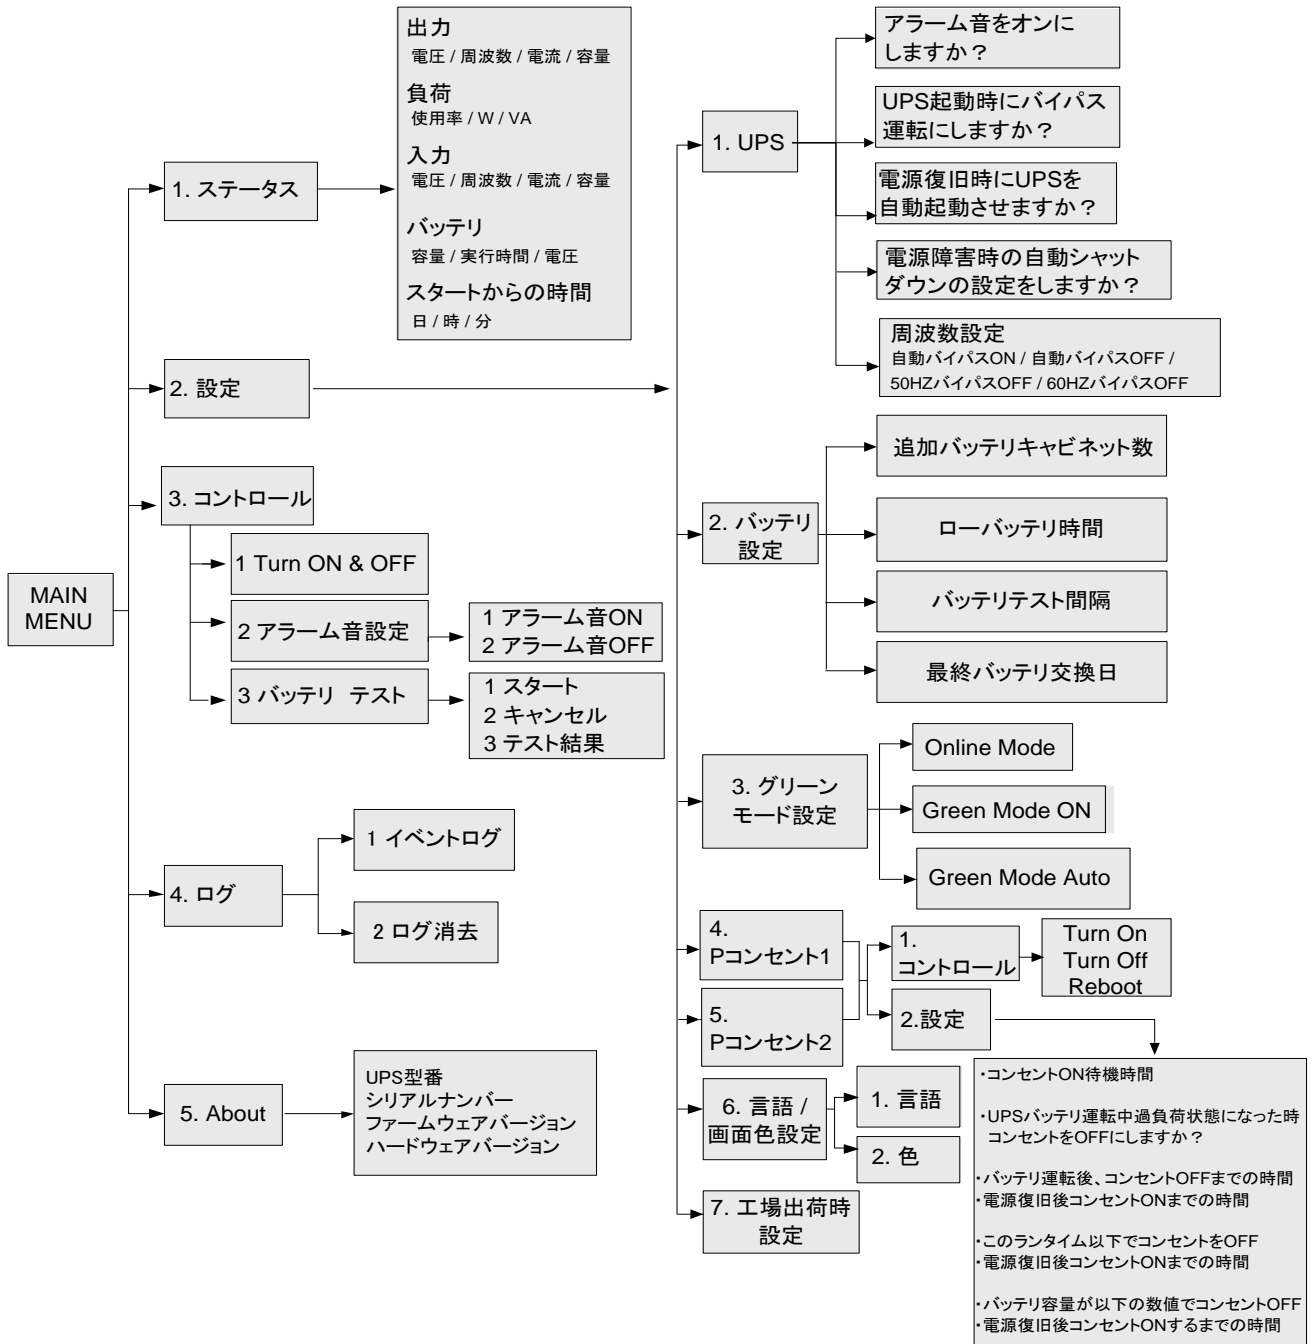 MAIN
MENU
1. ステータス
出力
電圧 / 周波数 / 電流 / 容量
負荷
使用率 / W / VA
入力
電圧 / 周波数 / 電流 / 容量
バッテリ
容量 / 実行時間 / 電圧
スタートからの時間
日 / 時 / 分
2. 設定
3. コントロール
1 Turn ON & OFF
2 アラーム音設定
1 アラーム音ON
2 アラーム音OFF
3 バッテリ テスト
1 スタート
2 キャンセル
3 テスト結果
4. ログ
1 イベントログ
2 ログ消去
5. About
UPS型番
シリアルナンバー
ファームウェアバージョン
ハードウェアバージョン
1. UPS
アラーム音をオンに
しますか？
UPS起動時にバイパス
運転にしますか？
電源復旧時にUPSを
自動起動させますか？
電源障害時の自動シャット
ダウンの設定をしますか？
周波数設定
自動バイパスON / 自動バイパスOFF /
50HZバイパスOFF / 60HZバイパスOFF
2. バッテリ
設定
追加バッテリキャビネット数
ローバッテリ時間
バッテリテスト間隔
最終バッテリ交換日
3. グリーン
モード設定
Online Mode
Green Mode ON
Green Mode Auto
4.
Pコンセント1
5.
Pコンセント2
1.
コントロール
Turn On
Turn Off
Reboot
2.設定
・コンセントON待機時間
・UPSバッテリ運転中過負荷状態になった時
コンセントをOFFにしますか？
・バッテリ運転後、コンセントOFFまでの時間
・電源復旧後コンセントONまでの時間
・このランタイム以下でコンセントをOFF
・電源復旧後コンセントONまでの時間
・バッテリ容量が以下の数値でコンセントOFF
・電源復旧後コンセントONするまでの時間
6. 言語 /
画面色設定
1. 言語
2. 色
7. 工場出荷時
設定